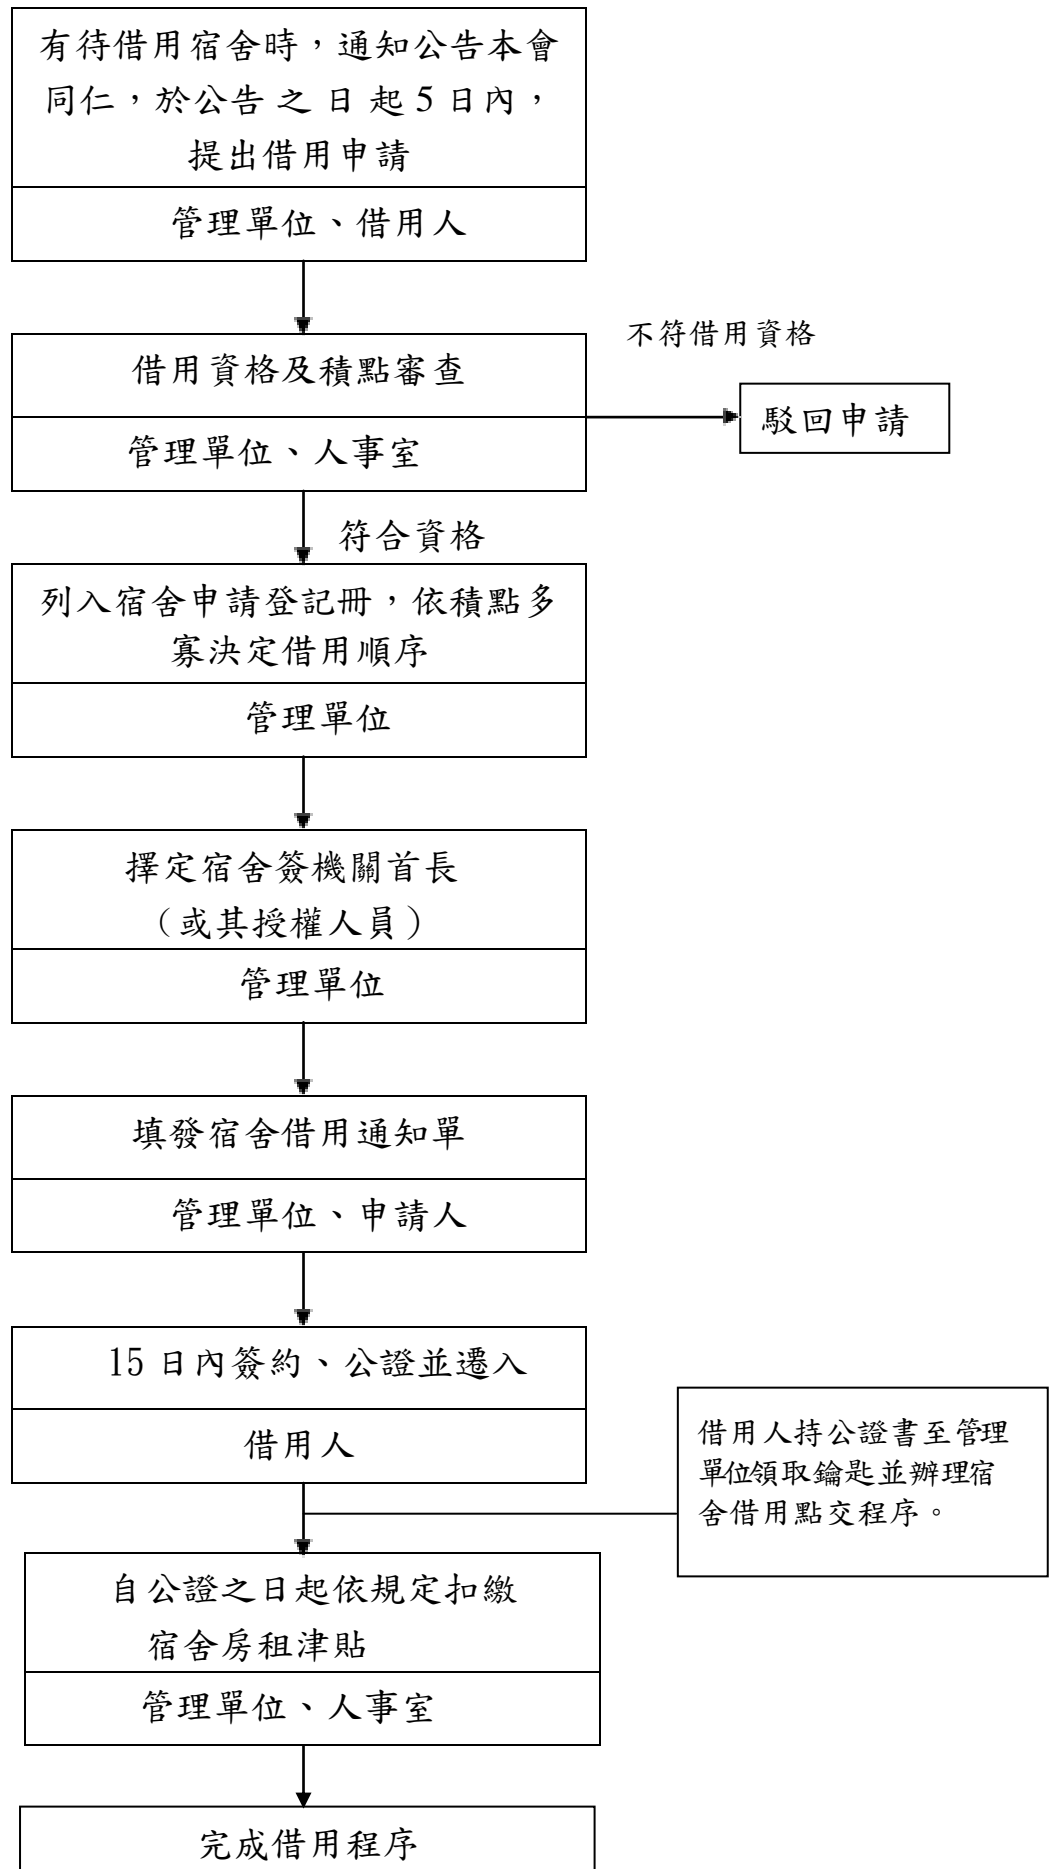 有待借用宿舍時，通知公告本會
同仁，於公告之日起5日內，
提出借用申請
管理單位、借用人
不符借用資格
借用資格及積點審查
駁回申請
管理單位、人事室
符合資格
列入宿舍申請登記冊，依積點多
寡決定借用順序
管理單位
擇定宿舍簽機關首長
（或其授權人員）
管理單位
填發宿舍借用通知單
管理單位、申請人
15日內簽約、公證並遷入
借用人
借用人持公證書至管理
單位領取鑰匙並辦理宿
舍借用點交程序。
自公證之日起依規定扣繳
宿舍房租津貼
管理單位、人事室
完成借用程序